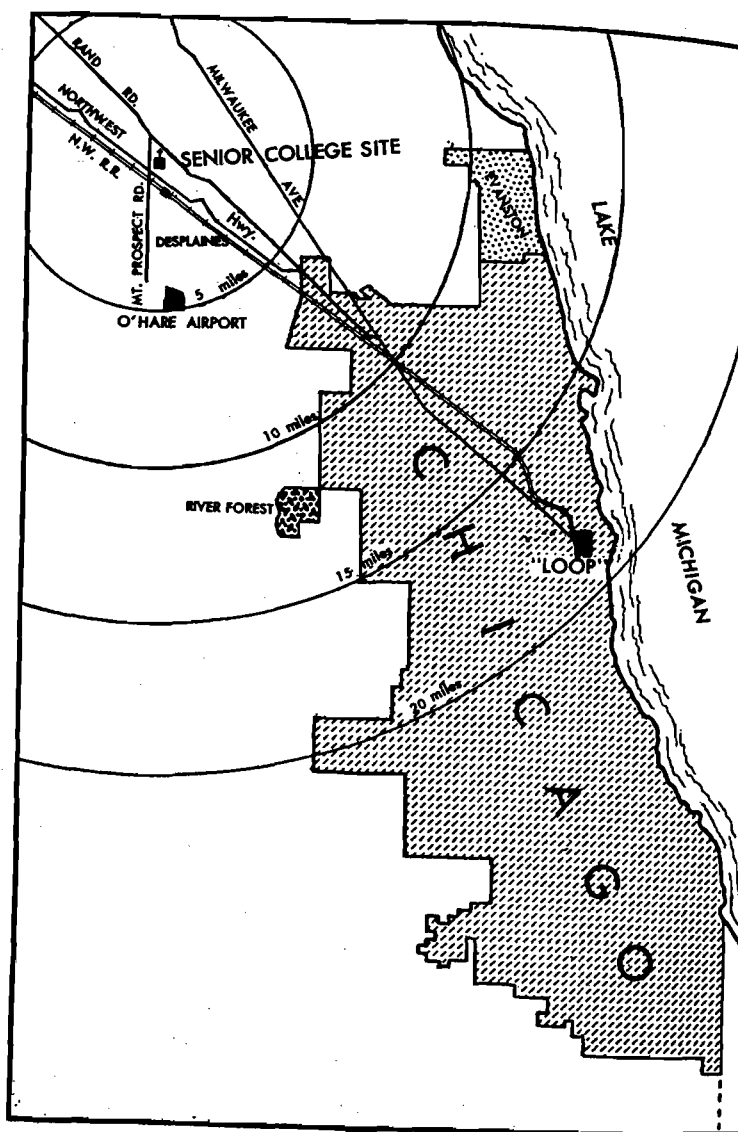 RAND RD.
MILWAUKEE AVE.
NORTHWEST Hwy.
N.W. R.R.
SENIOR COLLEGE SITE
MT. PROSPECT RD.
DESPLAINES
EVANSTON
LAKE MICHIGAN
5 miles
O'HARE AIRPORT
10 miles
RIVER FOREST
15 miles
"LOOP"
20 miles
CHICAGO